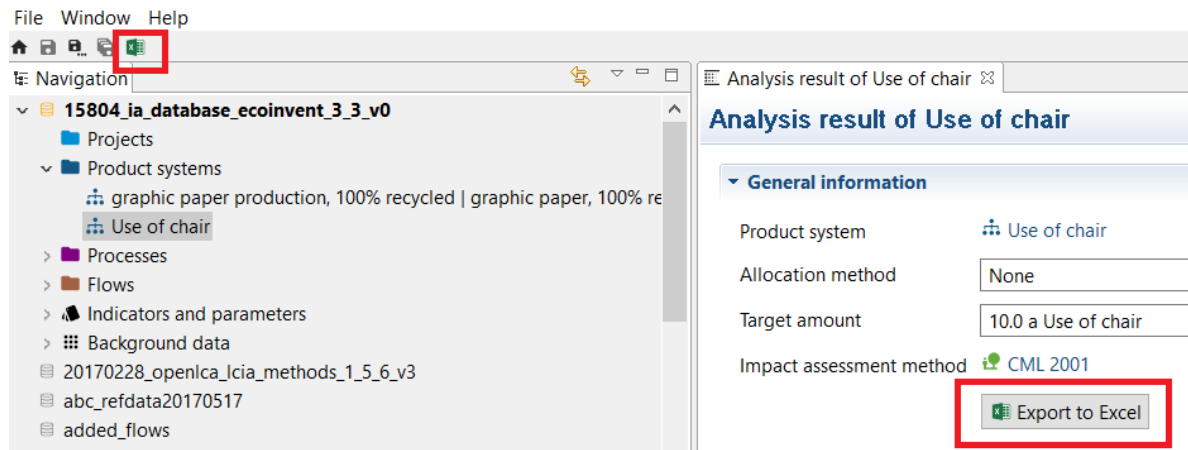 File Window Help
Navigation
15804_ia_database_ecoinvent_3_3_v0
Projects
Product systems
graphic paper production, 100% recycled | graphic paper, 100% re
Use of chair
Processes
Flows
Indicators and parameters
Background data
20170228_openlca_lcia_methods_1_5_6_v3
abc_refdata20170517
added_flows
Analysis result of Use of chair
Analysis result of Use of chair
General information
Product system Use of chair
Allocation method None
Target amount 10.0 a Use of chair
Impact assessment method CML 2001
Export to Excel